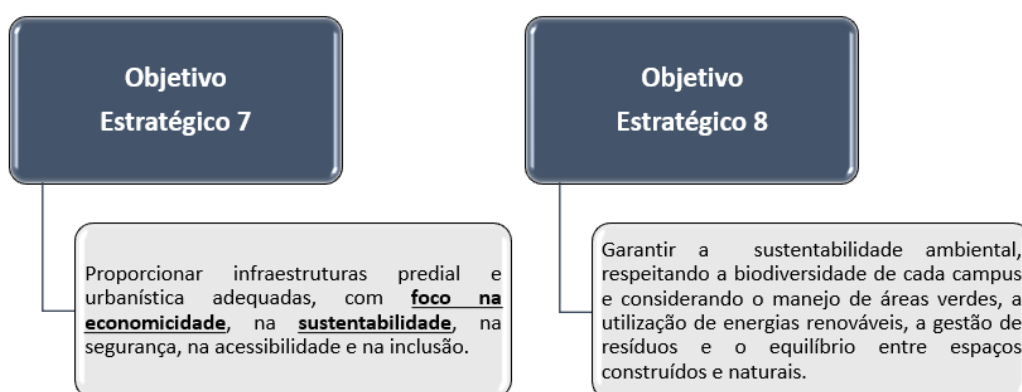 Objetivo
Estratégico 7
Proporcionar infraestruturas predial e
urbanística adequadas, com foco na
economicidade, na sustentabilidade, na
segurança, na acessibilidade e na inclusão.
Objetivo
Estratégico 8
Garantir a sustentabilidade ambiental,
respeitando a biodiversidade de cada campus
e considerando o manejo de áreas verdes, a
utilização de energias renováveis, a gestão de
resíduos e o equilíbrio entre espaços
construídos e naturais.